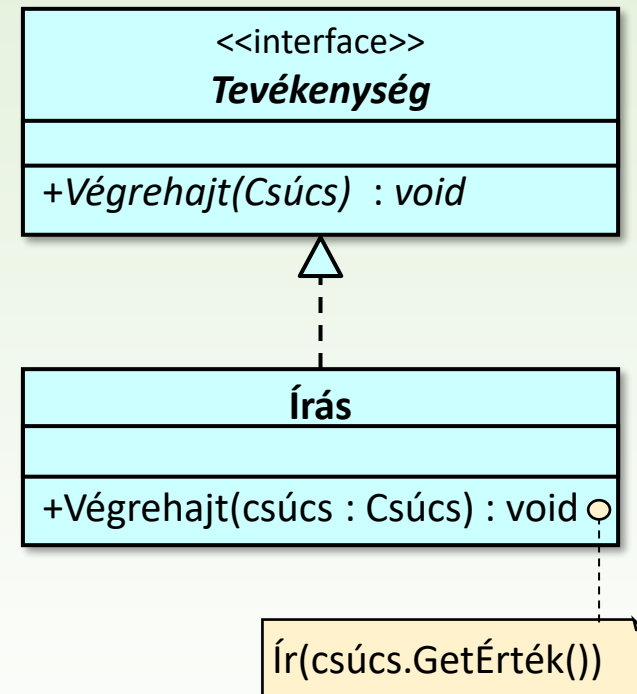 <<interface>>
Tevékenység
+Végrehajt(Csúcs) : void
Írás
+Végrehajt(csúcs : Csúcs) : void
Ír(csúcs.GetÉrték())